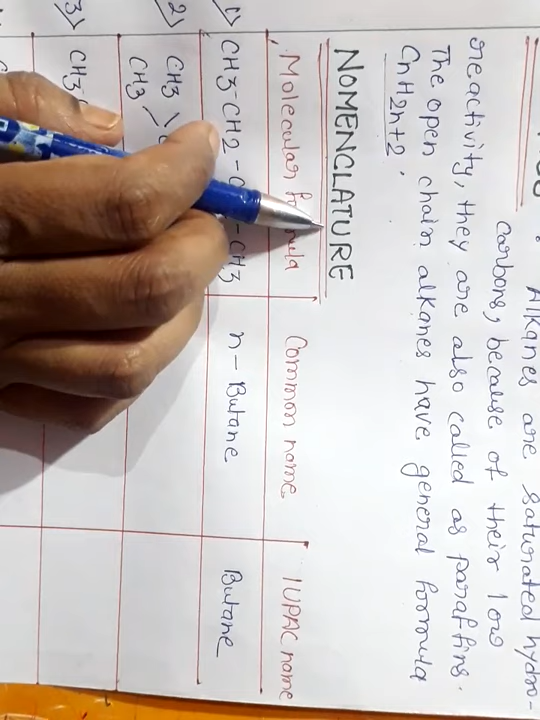 Alkanes are saturated hydro-
carbons, because of their low
reactivity, they are also called as paraffins.
The open chain alkanes have general formula
CnH2n+2.
NOMENCLATURE
Molecular Common name IUPAC name
1) CH3-CH2- -CH3 n-Butane Butane
2) CH3
CH3
3) CH3-